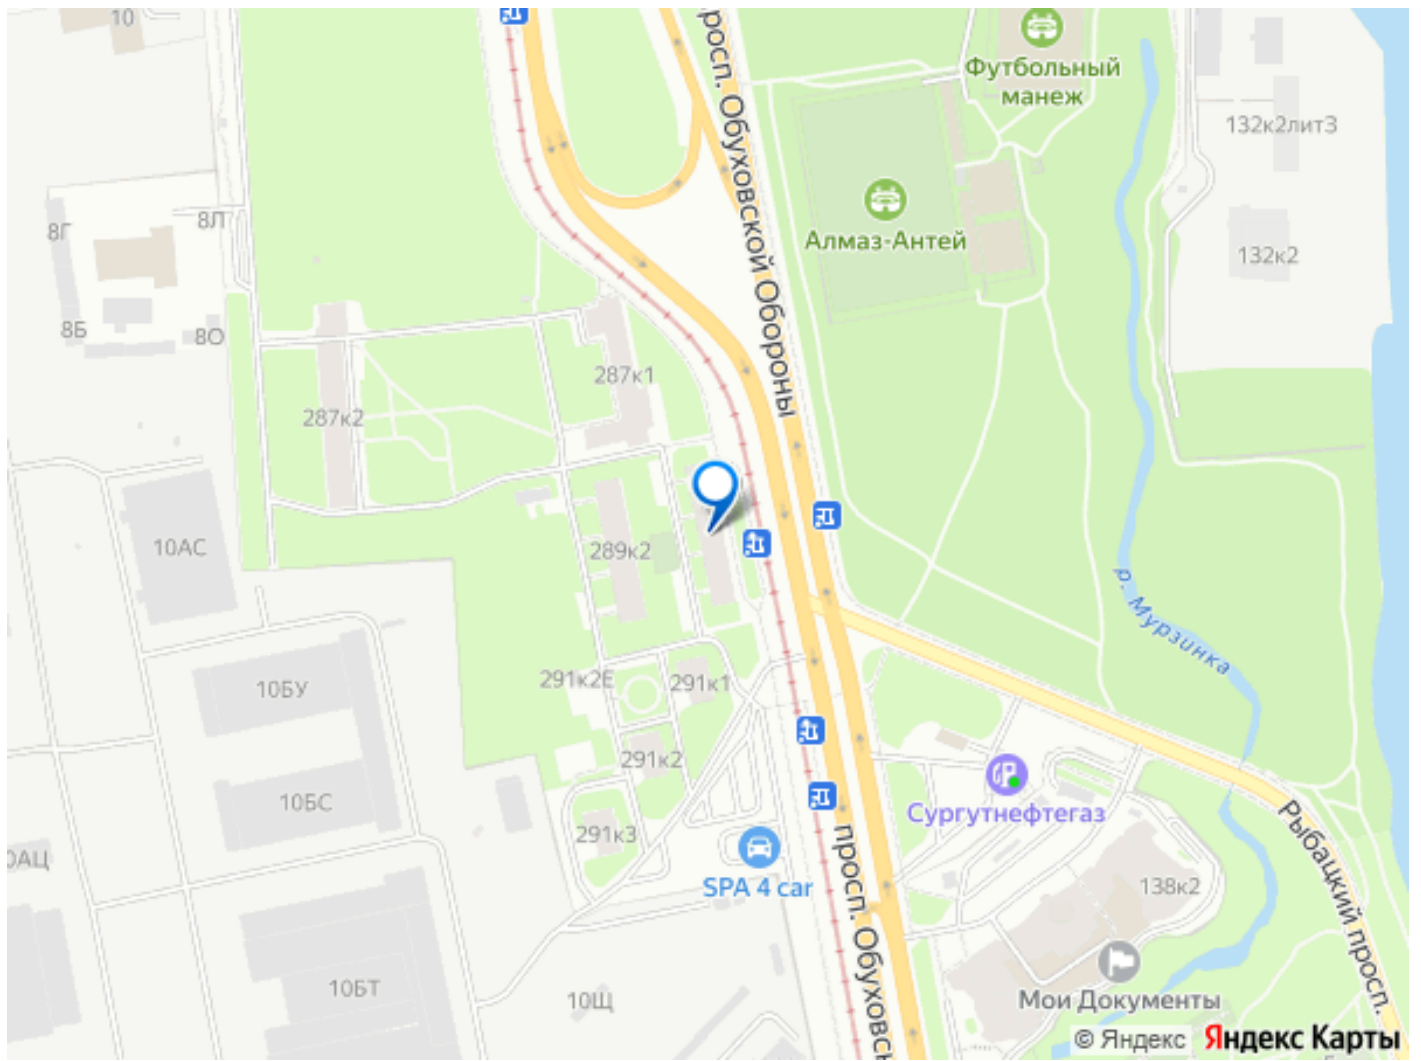 10
просп. Обуховской Обороны
Футбольный
манеж
132к2лит3
8Г
8Л
Алмаз-Антей
132к2
8Б
8О
287к1
287к2
10АС
289к2
р. Мурзинка
291к2Е
291к1
10БУ
291к2
10БС
Сургутнефтегаз
291к3
Рыбацкий просп.
SPA 4 car
138к2
просп. Обуховс
10БТ
10Щ
Мои Документы
© Яндекс Яндекс Карты